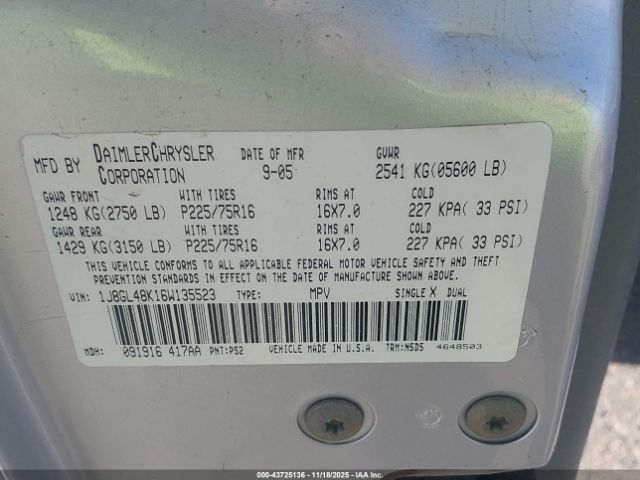 MFD BY DAIMLERCHRYSLER CORPORATION DATE OF MFR 9-05 GVWR 2541 KG(05600 LB)
GAWR FRONT WITH TIRES RIMS AT COLD
1248 KG(2750 LB) P225/75R16 16X7.0 227 KPA( 33 PSI)
GAWR REAR WITH TIRES RIMS AT COLD
1429 KG(3150 LB) P225/75R16 16X7.0 227 KPA( 33 PSI)
THIS VEHICLE CONFORMS TO ALL APPLICABLE FEDERAL MOTOR VEHICLE SAFETY AND THEFT
PREVENTION STANDARDS IN EFFECT ON THE DATE OF MANUFACTURE SHOWN ABOVE.
VIN: 1J8GL48K16W135523 TYPE: MPV SINGLE X DUAL
MDH: 091916 417AA PNT:PS2 VEHICLE MADE IN U.S.A. TRM:N5D5 4648503
000-43725136 - 11/18/2025 - IAAI.CA